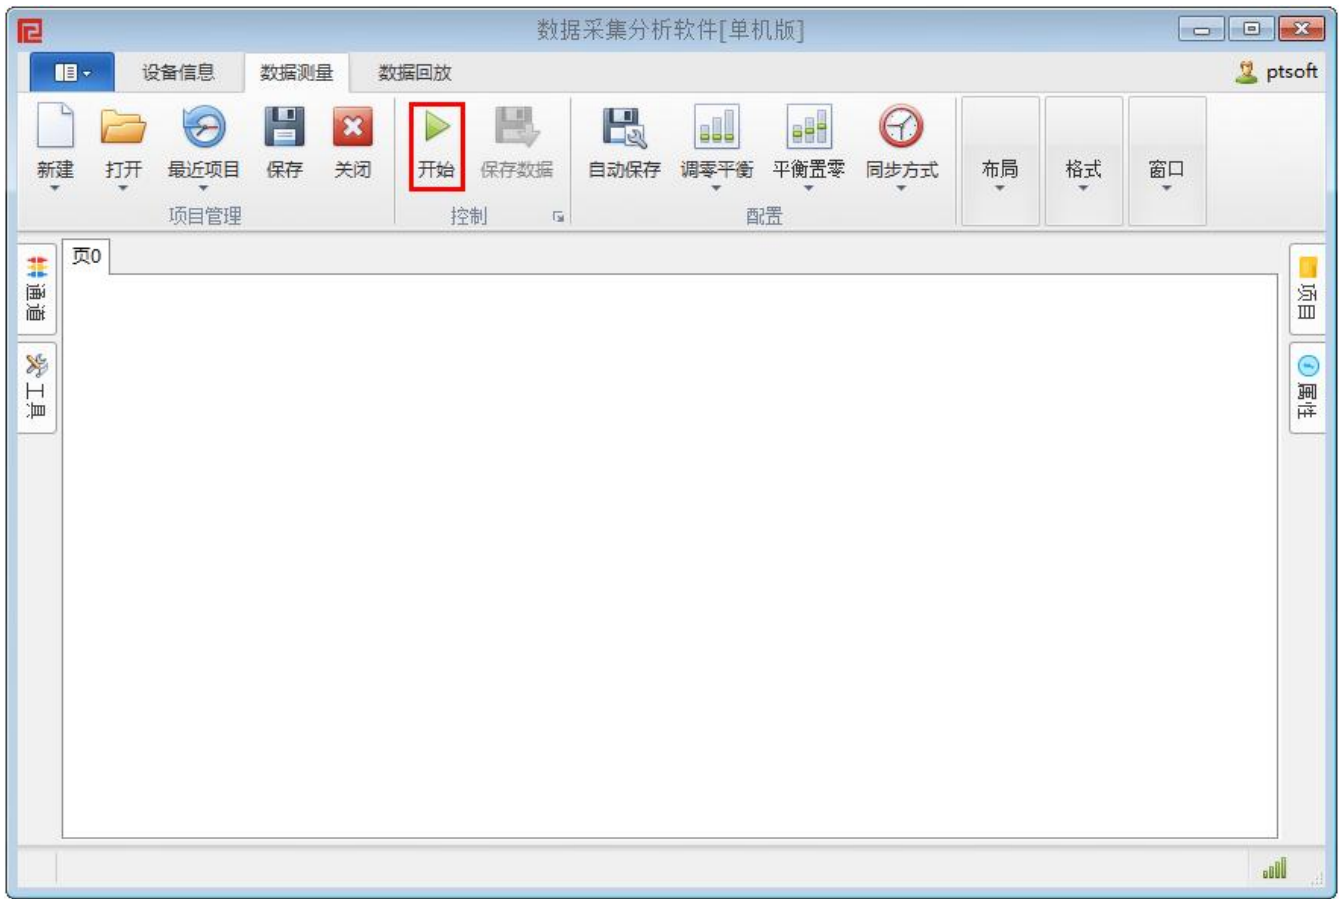 数据采集分析软件[单机版]
设备信息 数据测量 数据回放 ptsoft
新建 打开 最近项目 保存 关闭 开始 保存数据 自动保存 调零平衡 平衡置零 同步方式 布局 格式 窗口
项目管理 控制 配置
页0
通道
工具
项目
属性